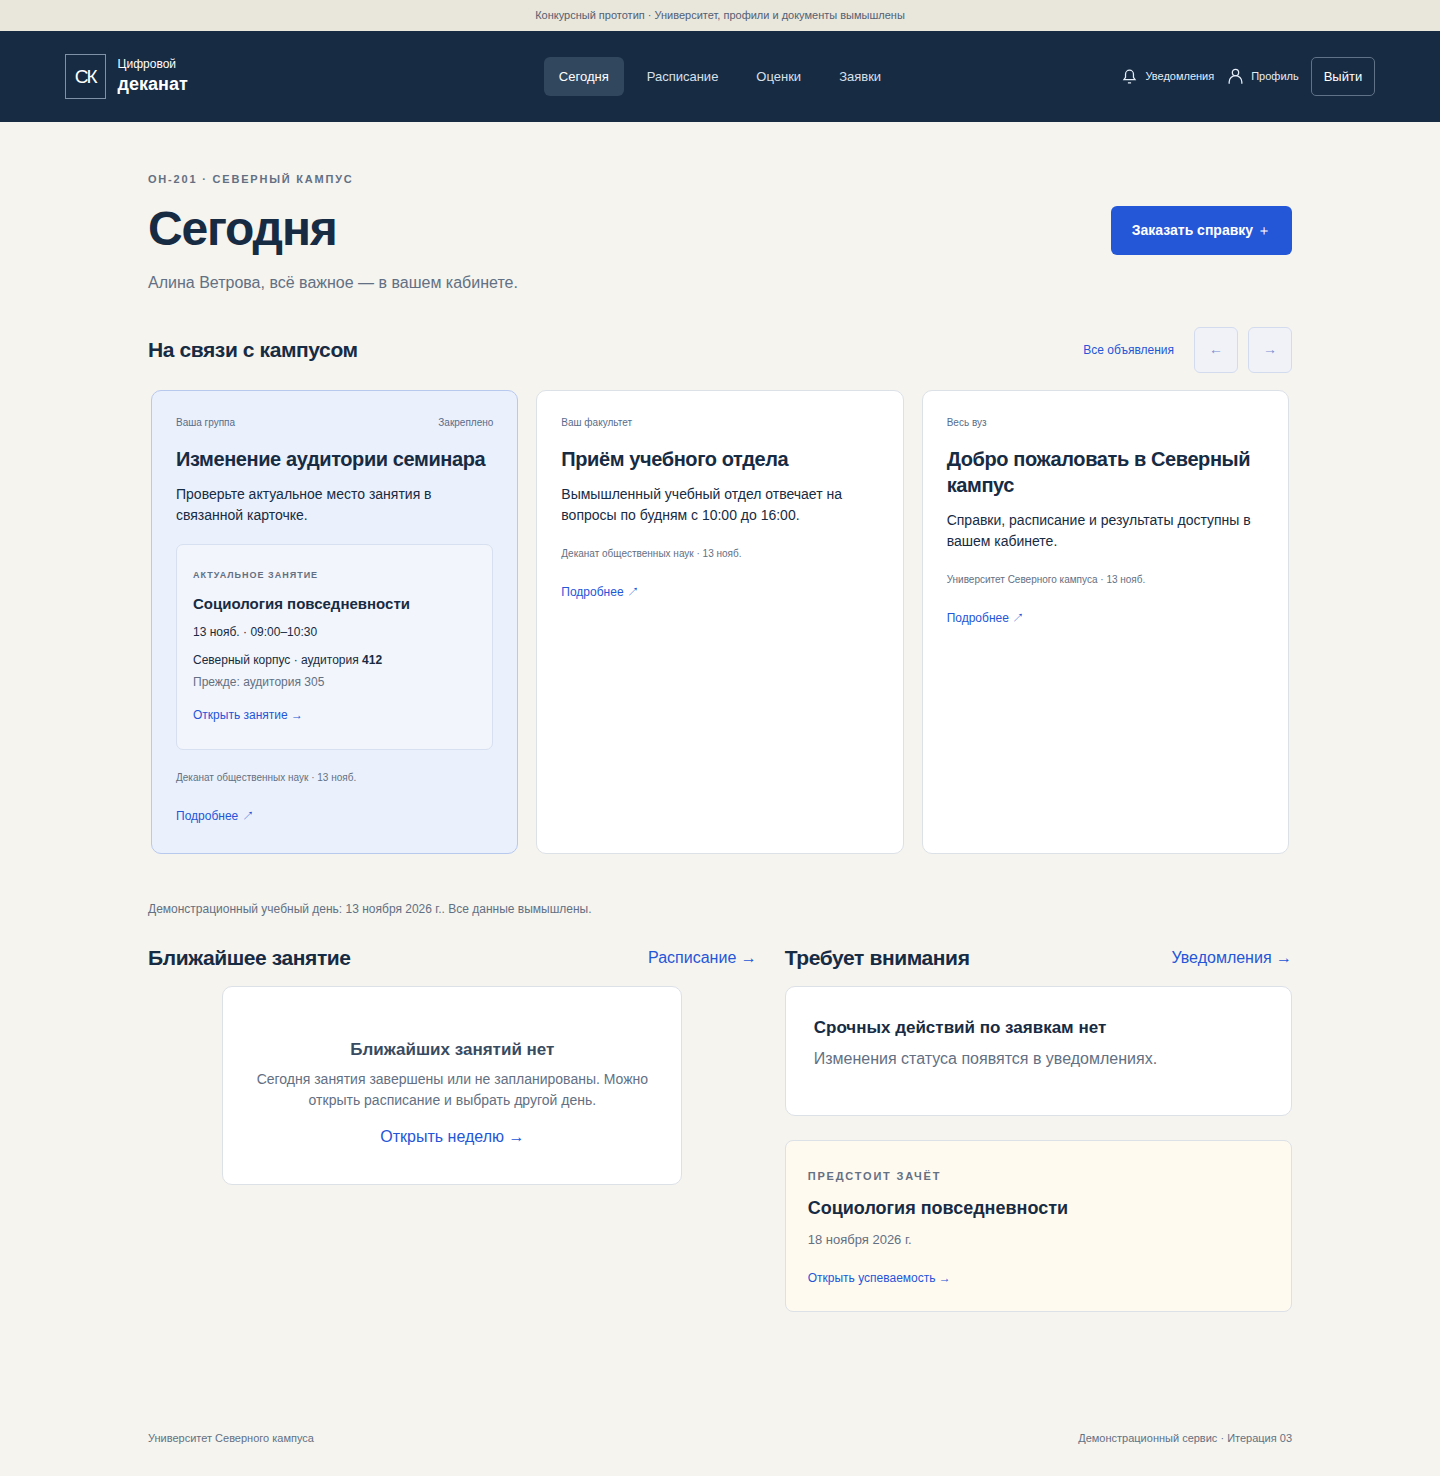 Конкурсный прототип · Университет, профили и документы вымышлены
СК
Цифровой
деканат
Сегодня
Расписание
Оценки
Заявки
Уведомления
Профиль
Выйти
ОН-201 · СЕВЕРНЫЙ КАМПУС
Сегодня
Заказать справку +
Алина Ветрова, всё важное — в вашем кабинете.
На связи с кампусом
Все объявления
←
→
Ваша группа
Закреплено
Изменение аудитории семинара
Проверьте актуальное место занятия в
связанной карточке.
АКТУАЛЬНОЕ ЗАНЯТИЕ
Социология повседневности
13 нояб. · 09:00–10:30
Северный корпус · аудитория 412
Прежде: аудитория 305
Открыть занятие →
Деканат общественных наук · 13 нояб.
Подробнее ↗
Ваш факультет
Приём учебного отдела
Вымышленный учебный отдел отвечает на
вопросы по будням с 10:00 до 16:00.
Деканат общественных наук · 13 нояб.
Подробнее ↗
Весь вуз
Добро пожаловать в Северный
кампус
Справки, расписание и результаты доступны в
вашем кабинете.
Университет Северного кампуса · 13 нояб.
Подробнее ↗
Демонстрационный учебный день: 13 ноября 2026 г.. Все данные вымышлены.
Ближайшее занятие
Расписание →
Ближайших занятий нет
Сегодня занятия завершены или не запланированы. Можно
открыть расписание и выбрать другой день.
Открыть неделю →
Требует внимания
Уведомления →
Срочных действий по заявкам нет
Изменения статуса появятся в уведомлениях.
ПРЕДСТОИТ ЗАЧЁТ
Социология повседневности
18 ноября 2026 г.
Открыть успеваемость →
Университет Северного кампуса
Демонстрационный сервис · Итерация 03